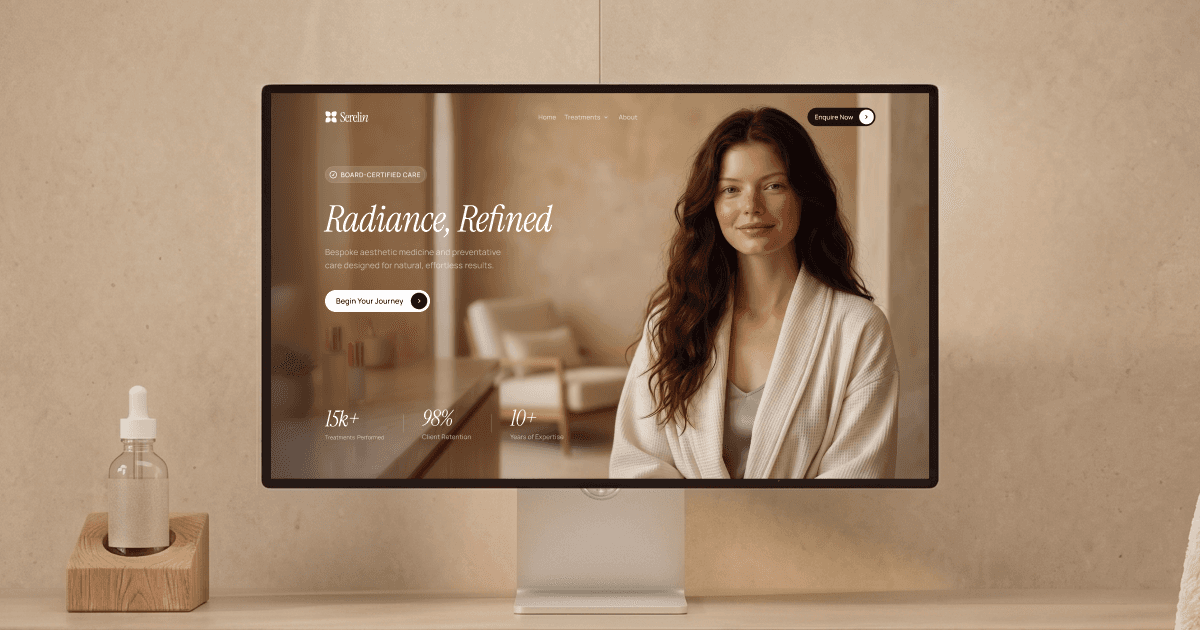 Serelin
Home Treatments About
Enquire Now
BOARD-CERTIFIED CARE
Radiance, Refined
Bespoke aesthetic medicine and preventative
care designed for natural, effortless results.
Begin Your Journey
15k+ 98% 10+
Treatments Performed Client Retention Years of Expertise